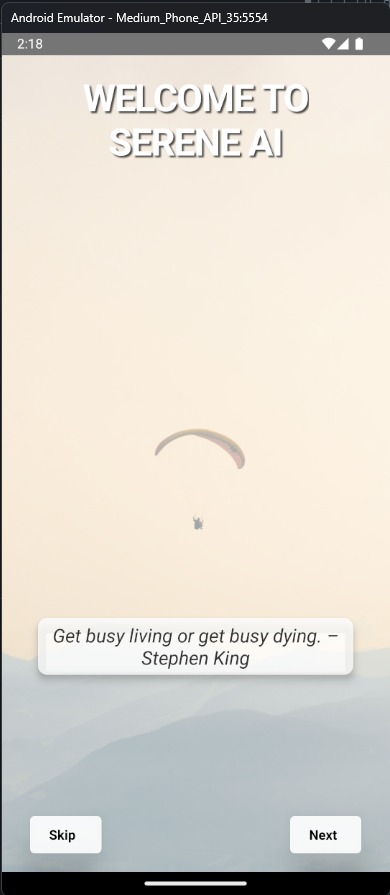 Android Emulator - Medium_Phone_API_35:5554
2:18
WELCOME TO
SERENE AI
Get busy living or get busy dying. –
Stephen King
Skip
Next